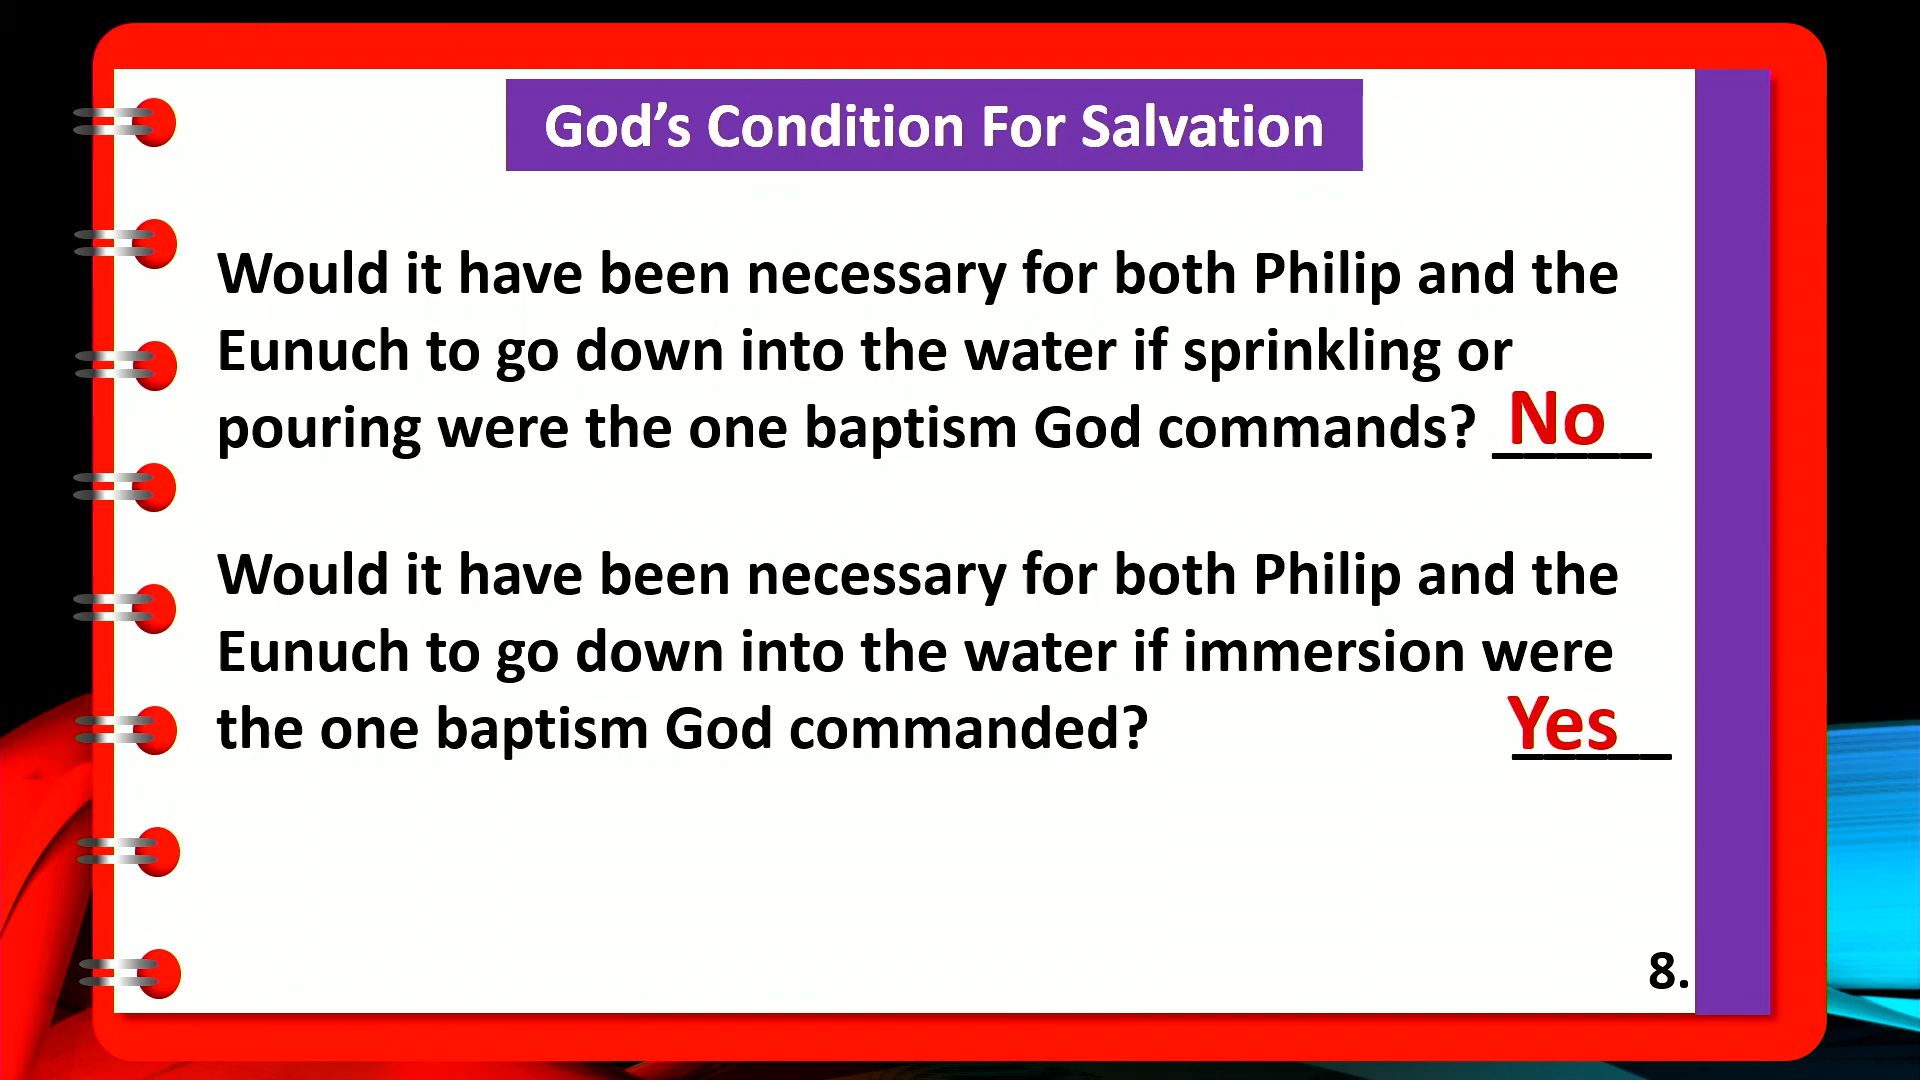 God’s Condition For Salvation
Would it have been necessary for both Philip and the
Eunuch to go down into the water if sprinkling or
pouring were the one baptism God commands? No
Would it have been necessary for both Philip and the
Eunuch to go down into the water if immersion were
the one baptism God commanded? Yes
8.